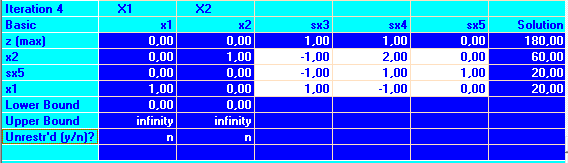 Iteration 4 X1 X2
Basic x1 x2 sx3 sx4 sx5 Solution
z (max) 0,00 0,00 1,00 1,00 0,00 180,00
x2 0,00 1,00 -1,00 2,00 0,00 60,00
sx5 0,00 0,00 -1,00 1,00 1,00 20,00
x1 1,00 0,00 1,00 -1,00 0,00 20,00
Lower Bound 0,00 0,00
Upper Bound infinity infinity
Unrestr'd (y/n)? n n